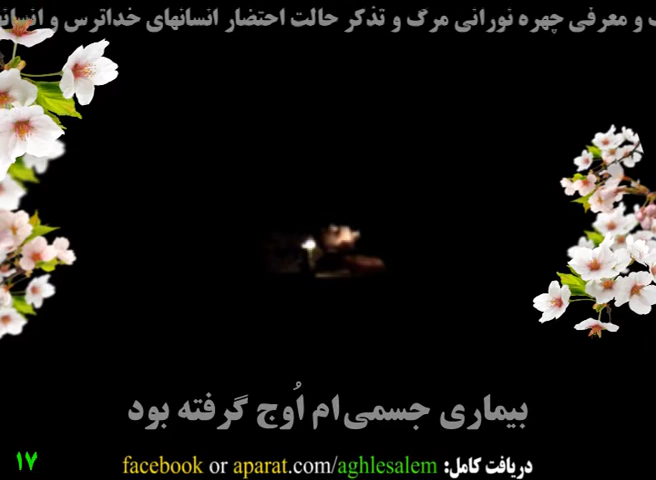 و معرفی چهره نورانی مرگ و تذکر حالت احتضار انسانهای خداترس و
بیماری جسمی‌ام اُوج گرفته بود
دریافت کامل: facebook or aparat.com/aghlesalem
۱۷